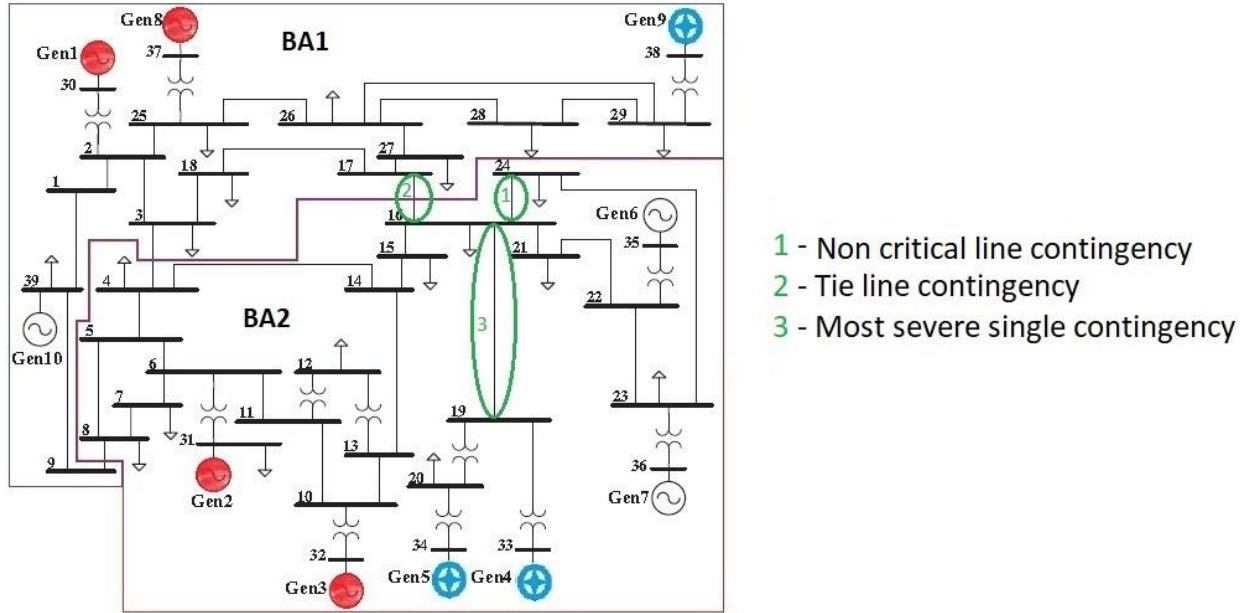 Gen8
Gen9
BA1
Gen1
37
38
30
25
26
28
29
2
27
18
17
24
1
2
1
Gen6
3
16
15
21
35
1 - Non critical line contingency
39
4
14
22
2 - Tie line contingency
BA2
3
3 - Most severe single contingency
5
Gen10
6
12
7
23
11
19
8
31
13
9
36
20
Gen2
10
Gen7
32
34
33
Gen3
Gen5
Gen4